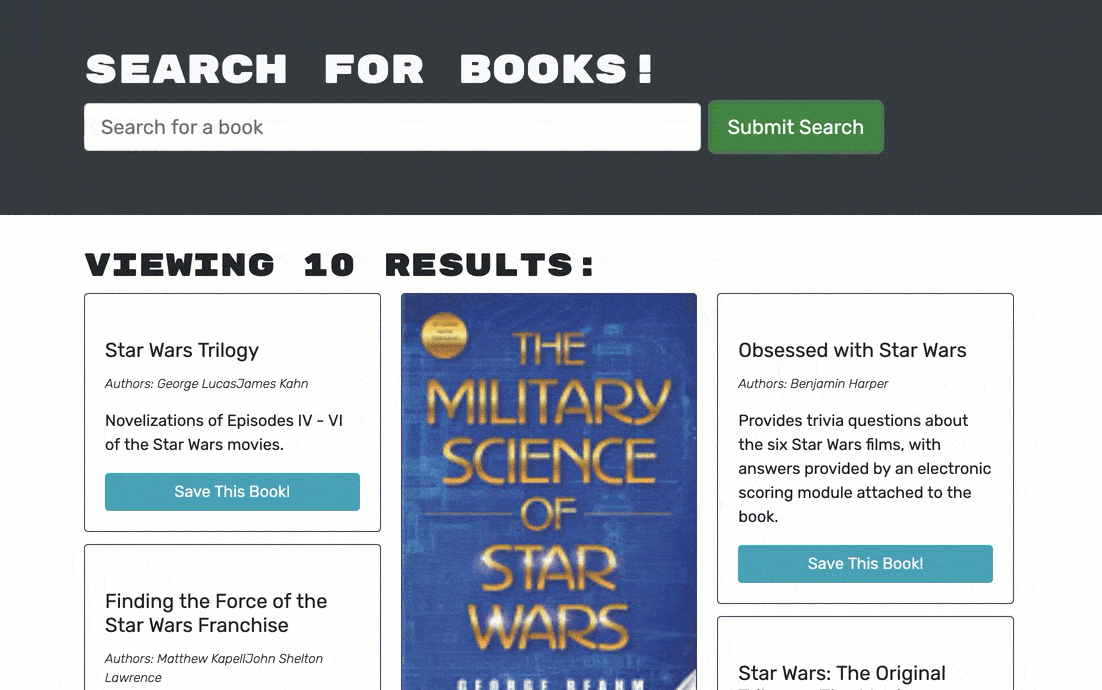 SEARCH FOR BOOKS!
Search for a book
Submit Search
VIEWING 10 RESULTS:
Star Wars Trilogy
Authors: George LucasJames Kahn
Novelizations of Episodes IV - VI
of the Star Wars movies.
Save This Book!
Finding the Force of the
Star Wars Franchise
Authors: Matthew KapellJohn Shelton
Lawrence
THE
MILITARY
SCIENCE
OF
STAR
WARS
GEORGE BEAHM
Obsessed with Star Wars
Authors: Benjamin Harper
Provides trivia questions about
the six Star Wars films, with
answers provided by an electronic
scoring module attached to the
book.
Save This Book!
Star Wars: The Original